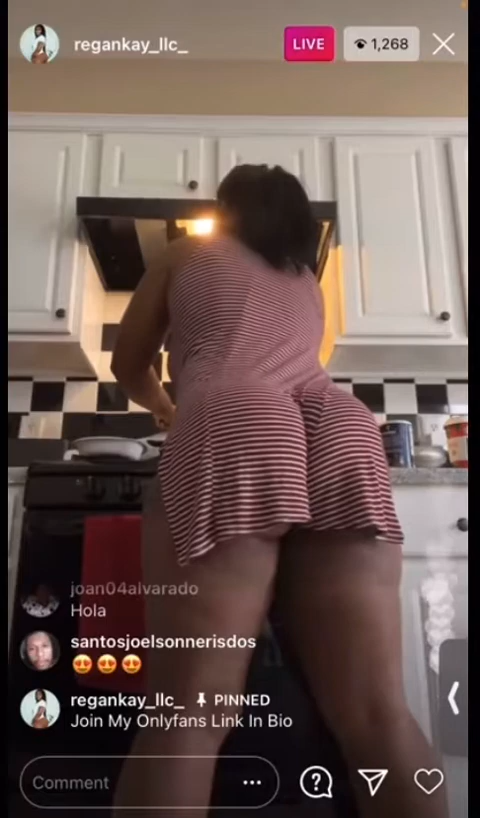 regankay_llc_
LIVE
1,268
joan04alvarado
Hola
santosjoelsonnerisdos
😍😍😍
regankay_llc_ PINNED
Join My Onlyfans Link In Bio
Comment